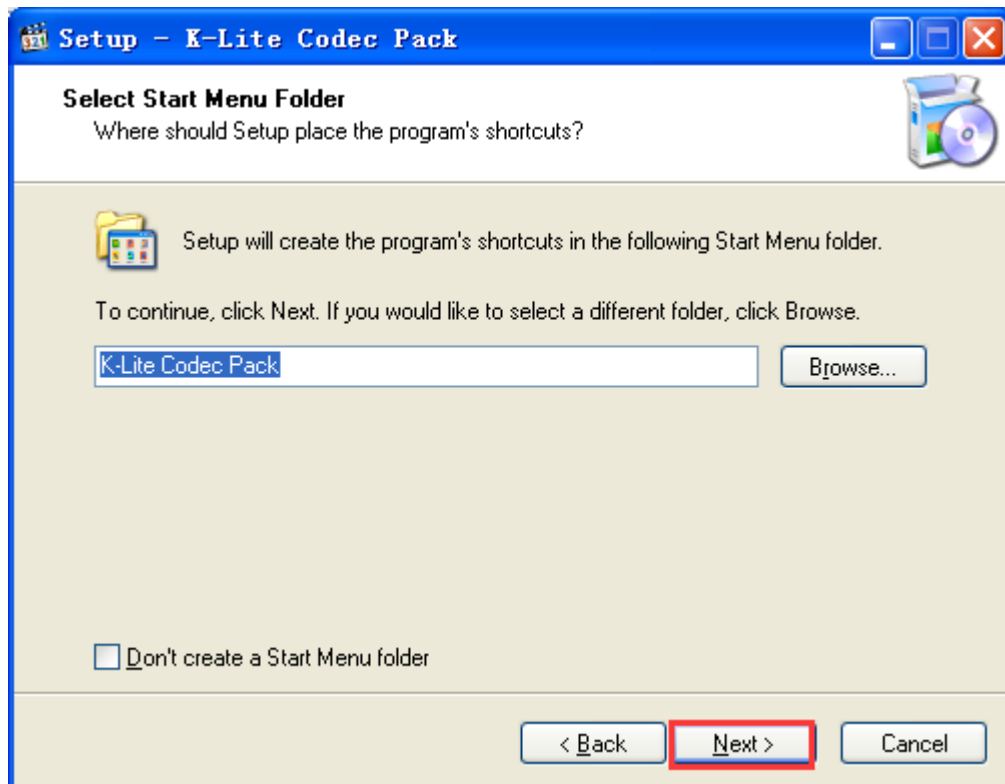 Setup - K-Lite Codec Pack
Select Start Menu Folder
Where should Setup place the program's shortcuts?
Setup will create the program's shortcuts in the following Start Menu folder.
To continue, click Next. If you would like to select a different folder, click Browse.
K-Lite Codec Pack
Browse...
Don't create a Start Menu folder
< Back
Next >
Cancel